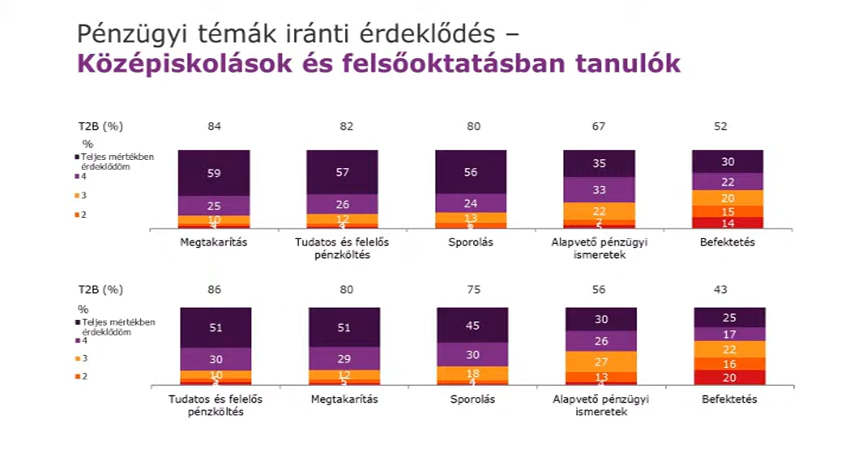 Pénzügyi témák iránti érdeklődés –
Középiskolások és felsőoktatásban tanulók
T2B (%) 84 82 80 67 52
%
Teljes mértékben
érdeklődöm
4
3
2
59 57 56 35 30
25 26 24 33 22
10 12 13 22 20
15
14
Megtakarítás Tudatos és felelős Sporolás Alapvető pénzügyi Befektetés
pénzköltés ismeretek
T2B (%) 86 80 75 56 43
%
Teljes mértékben
érdeklődöm
4
3
2
51 51 45 30 25
30 29 30 26 17
10 12 18 27 22
13 16
20
Tudatos és felelős Megtakarítás Sporolás Alapvető pénzügyi Befektetés
pénzköltés ismeretek